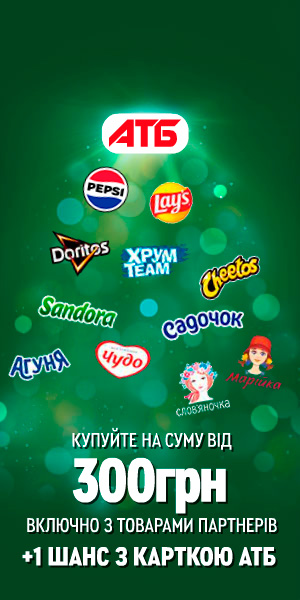 АТБ
PEPSI
Lay's
Doritos
ХРУМ
TEAM
Cheetos
Sandora
Садочок
Агуня
Чудо
Слов'яночка
Машенька
КУПУЙТЕ НА СУМУ ВІД
300грн
ВКЛЮЧНО З ТОВАРАМИ ПАРТНЕРІВ
+1 ШАНС З КАРТКОЮ АТБ